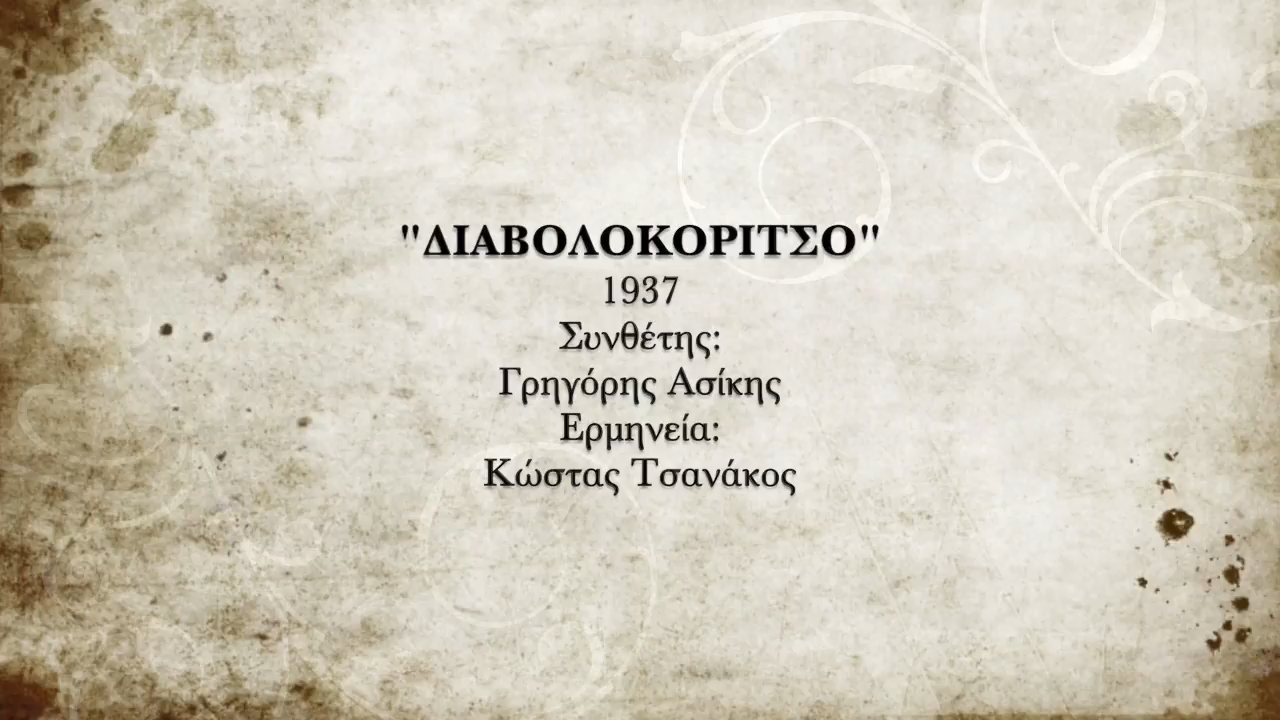 "ΔΙΑΒΟΛΟΚΟΡΙΤΣΟ"
1937
Συνθέτης:
Γρηγόρης Ασίκης
Ερμηνεία:
Κώστας Τσανάκος